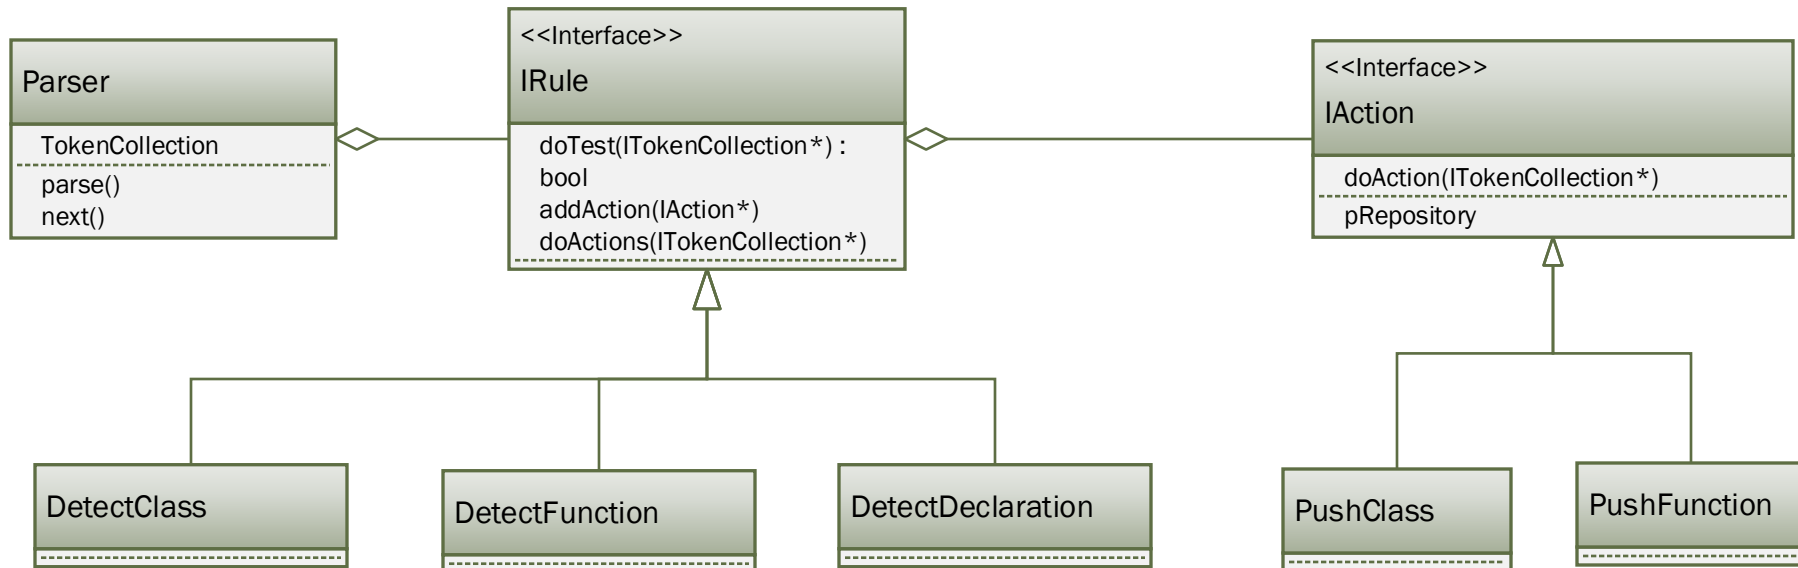 Parser
TokenCollection
parse()
next()
<<Interface>>
IRule
doTest(ITokenCollection*) :
bool
addAction(IAction*)
doActions(ITokenCollection*)
<<Interface>>
IAction
doAction(ITokenCollection*)
pRepository
DetectClass
DetectFunction
DetectDeclaration
PushClass
PushFunction